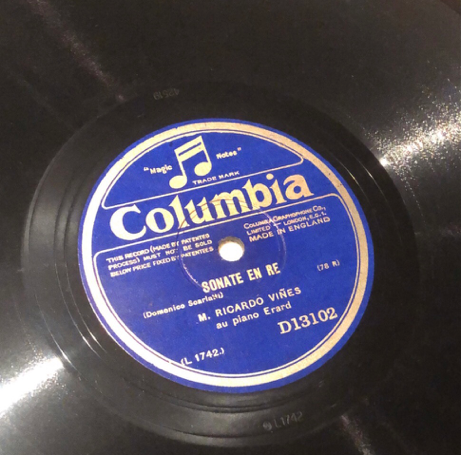 "Magic Notes"
TRADE MARK
Columbia
THIS RECORD (MADE BY PATENTES
PROCESS) MUST NOT BE SOLD
BELOW PRICE FIXED BY PATENTEES
COLUMBIA GRAPHOPHONE CO.,
LIMITED LONDON, E.C.1.
MADE IN ENGLAND
SONATE EN RE
(78 R)
(Domenico Scarlatti)
M. RICARDO VIÑES
au piano Erard
D13102
(L 1742.)
L1742